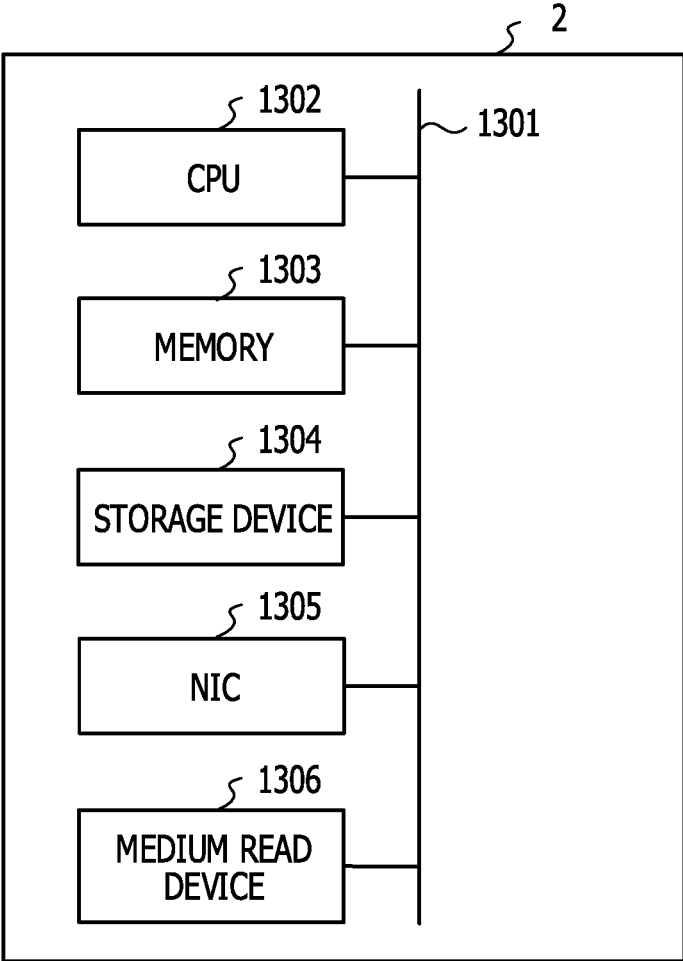 2
1302
1301
CPU
1303
MEMORY
1304
STORAGE DEVICE
1305
NIC
1306
MEDIUM READ
DEVICE